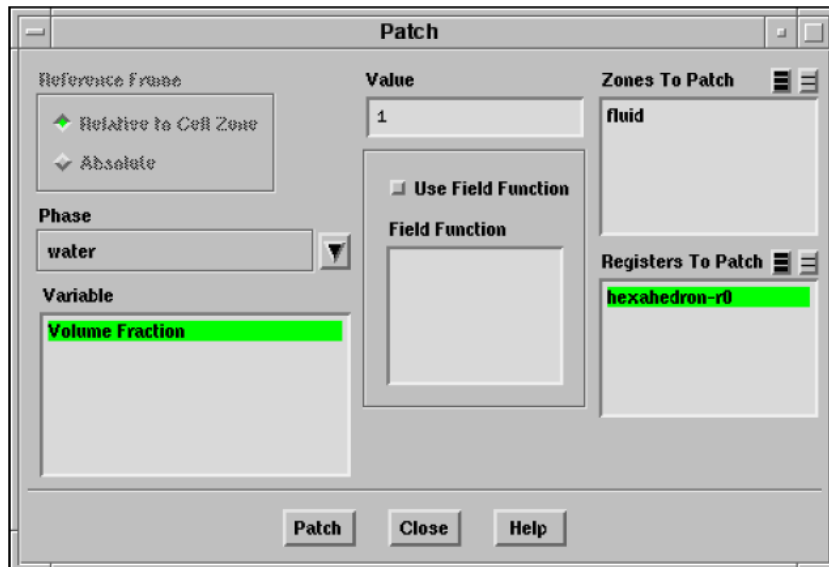 Patch
Reference Frame
Relative to Cell Zone
Absolute
Phase
water
Variable
Volume Fraction
Value
1
Use Field Function
Field Function
Zones To Patch
fluid
Registers To Patch
hexahedron-r0
Patch
Close
Help